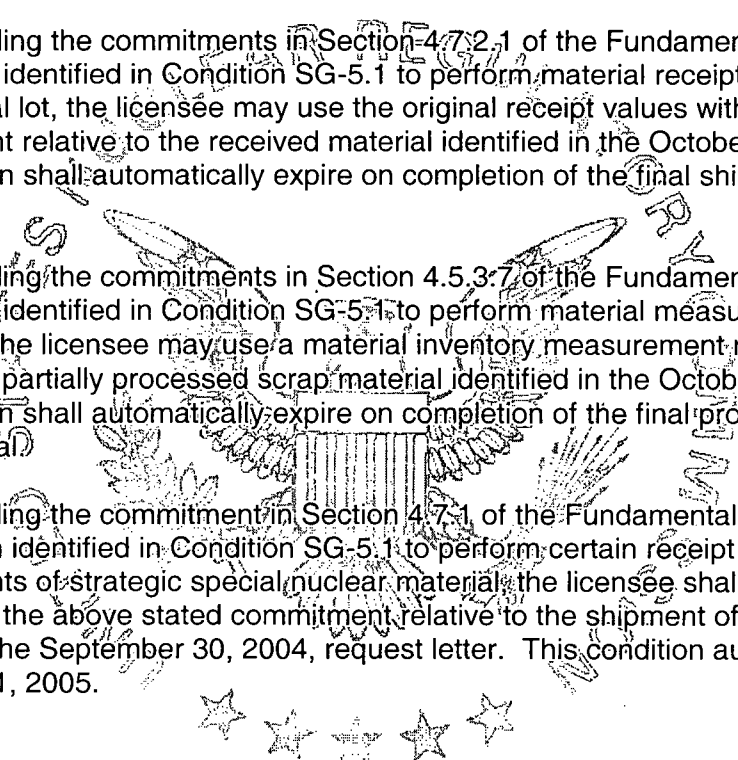 ling the commitments in Section 4.7.2.1 of the Fundamen
identified in Condition SG-5.1 to perform material receipt
al lot, the licensee may use the original receipt values with
nt relative to the received material identified in the Octobe
n shall automatically expire on completion of the final shi
ling the commitments in Section 4.5.3.7 of the Fundamen
identified in Condition SG-5.1 to perform material measu
he licensee may use a material inventory measurement
partially processed scrap material identified in the Octob
n shall automatically expire on completion of the final pro
al.
ling the commitment in Section 4.7.1 of the Fundamental
identified in Condition SG-5.1 to perform certain receipt
nts of strategic special nuclear material, the licensee shal
the above stated commitment relative to the shipment of
he September 30, 2004, request letter. This condition au
1, 2005.